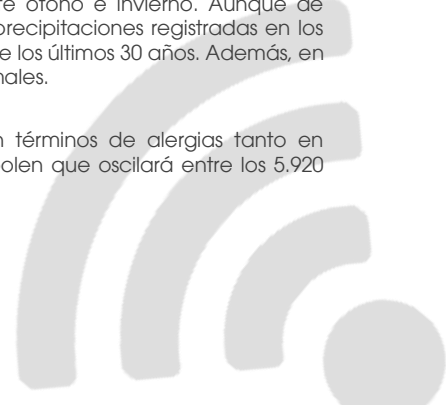 re otoño e invierno. Aunque de
precipitaciones registradas en los
e los últimos 30 años. Además, en
nales.
n términos de alergias tanto en
olen que oscilará entre los 5.920